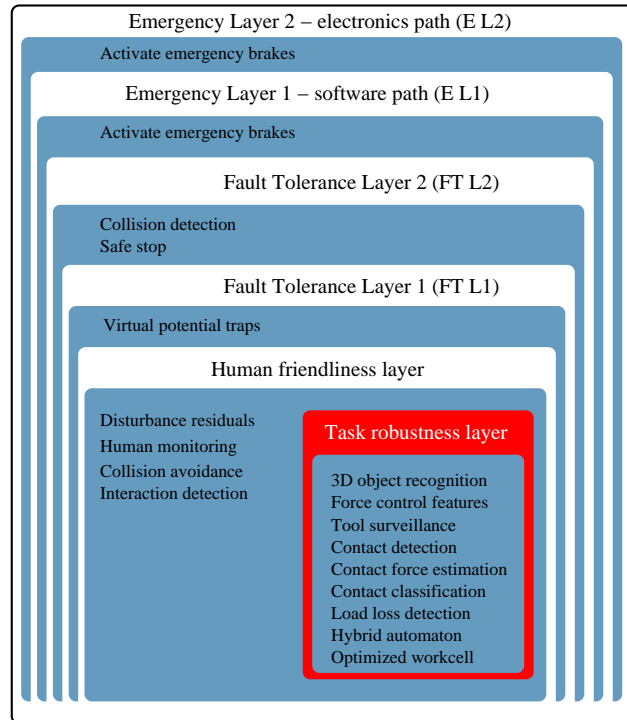 Emergency Layer 2 – electronics path (E L2)
Activate emergency brakes
Emergency Layer 1 – software path (E L1)
Activate emergency brakes
Fault Tolerance Layer 2 (FT L2)
Collision detection
Safe stop
Fault Tolerance Layer 1 (FT L1)
Virtual potential traps
Human friendliness layer
Disturbance residuals
Human monitoring
Collision avoidance
Interaction detection
Task robustness layer
3D object recognition
Force control features
Tool surveillance
Contact detection
Contact force estimation
Contact classification
Load loss detection
Hybrid automaton
Optimized workcell